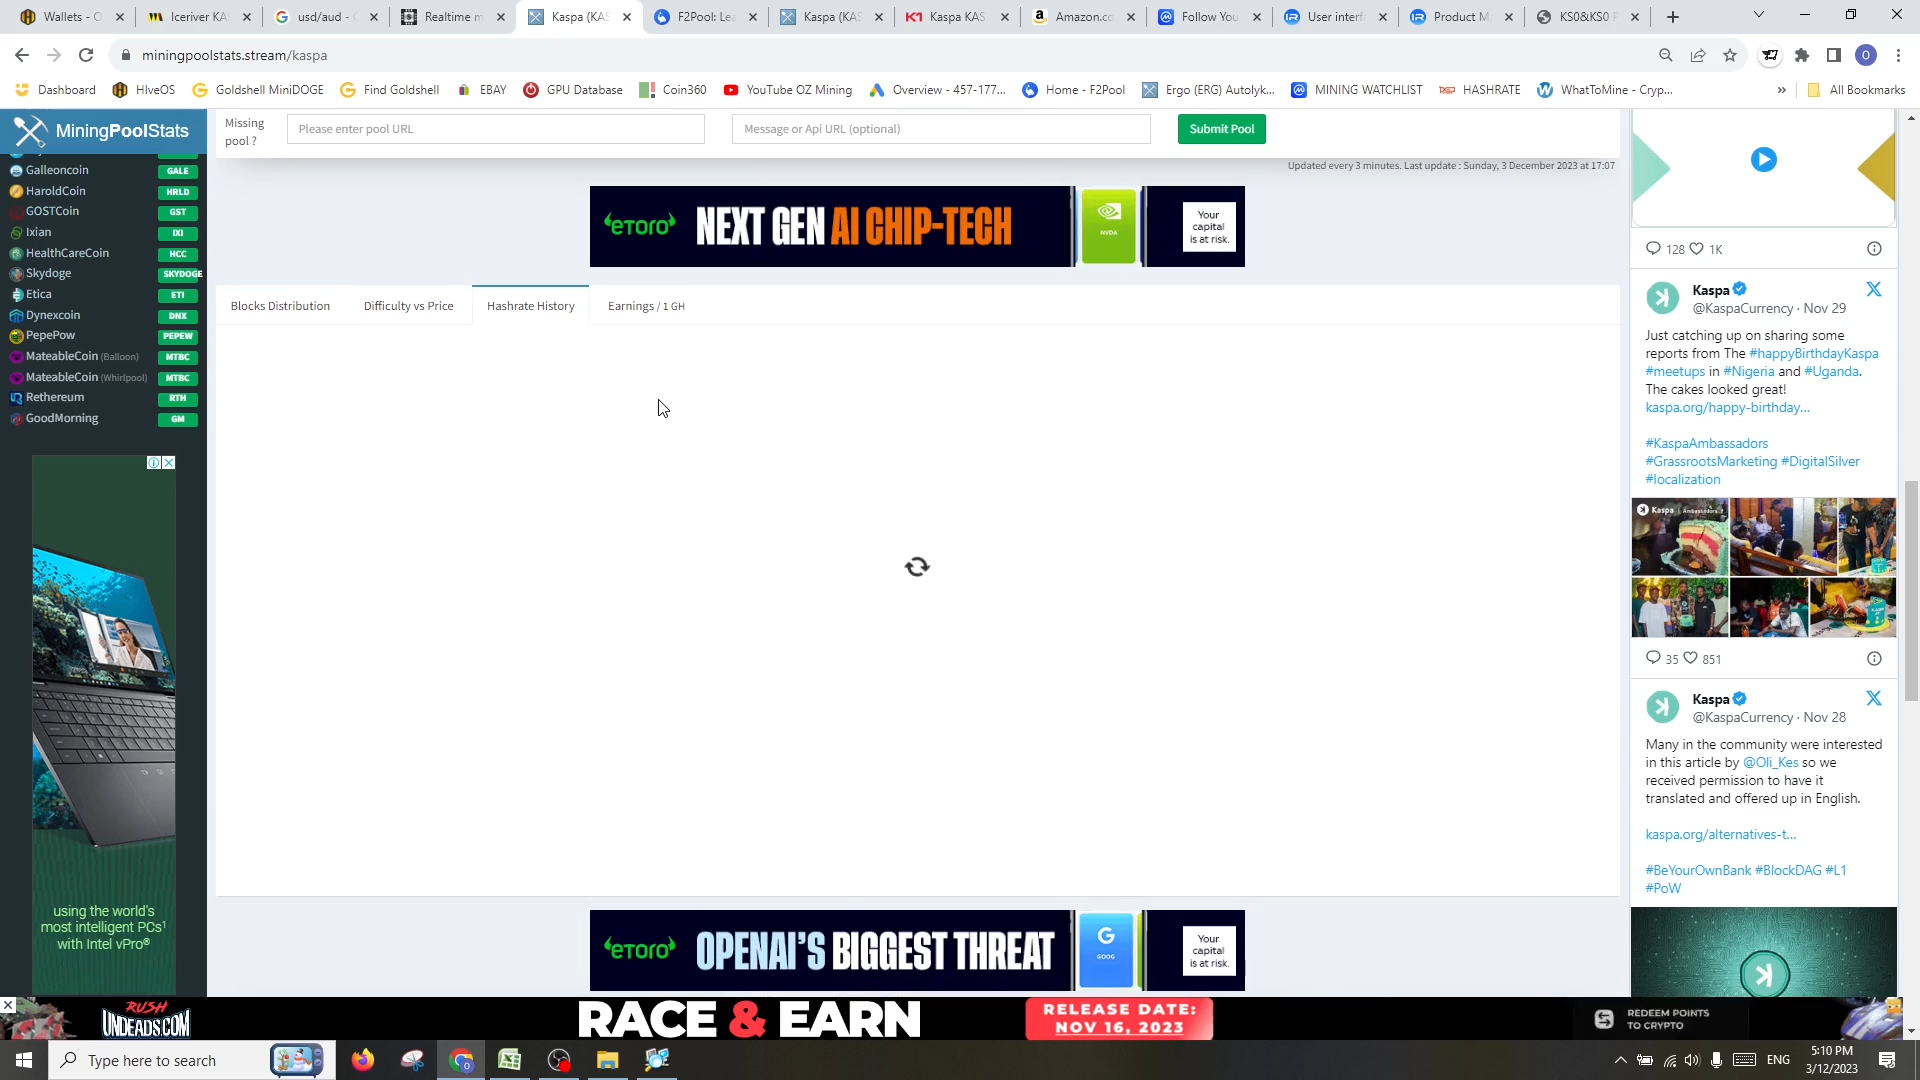 Wallets - O
Iceriver KA
usd/aud - 
Realtime m
Kaspa (KAS
F2Pool: Lea
Kaspa (KAS
Kaspa KAS
Amazon.co
Follow You
User interf
Product M
KS0&KS0 P
miningpoolstats.stream/kaspa
Dashboard
HiveOS
Goldshell MiniDOGE
Find Goldshell
EBAY
GPU Database
Coin360
YouTube OZ Mining
Overview - 457-177...
Home - F2Pool
Ergo (ERG) Autolyk...
MINING WATCHLIST
HASHRATE
WhatToMine - Cryp...
»
All Bookmarks
MiningPoolStats
Galleoncoin GALE
HaroldCoin HRLD
GOSTCoin GST
Ixian IXI
HealthCareCoin HCC
Skydoge SKYDOGE
Etica ETI
Dynexcoin DNX
PepePow PEPEW
MateableCoin (Balloon) MTBC
MateableCoin (Whirlpool) MTBC
Rethereum RTH
GoodMorning GM
using the world's
most intelligent PCs¹
with Intel vPro®
Missing
pool ?
Please enter pool URL
Message or Api URL (optional)
Submit Pool
Updated every 3 minutes. Last update : Sunday, 3 December 2023 at 17:07
eTORO
NEXT GEN AI CHIP-TECH
NVDA
Your
capital
is at risk.
Blocks Distribution
Difficulty vs Price
Hashrate History
Earnings / 1 GH
eTORO
OPENAI'S BIGGEST THREAT
G
GOOG
Your
capital
is at risk.
128 1K
Kaspa
@KaspaCurrency · Nov 29
Just catching up on sharing some
reports from The #happyBirthdayKaspa
#meetups in #Nigeria and #Uganda.
The cakes looked great!
kaspa.org/happy-birthday...
#KaspaAmbassadors
#GrassrootsMarketing #DigitalSilver
#localization
Kaspa
35 851
Kaspa
@KaspaCurrency · Nov 28
Many in the community were interested
in this article by @Oli_Kes so we
received permission to have it
translated and offered up in English.
kaspa.org/alternatives-t...
#BeYourOwnBank #BlockDAG #L1
#PoW
RUSH
UNDEADS.COM
RACE & EARN
RELEASE DATE:
NOV 16, 2023
REDEEM POINTS
TO CRYPTO
Type here to search
ENG
5:10 PM
3/12/2023